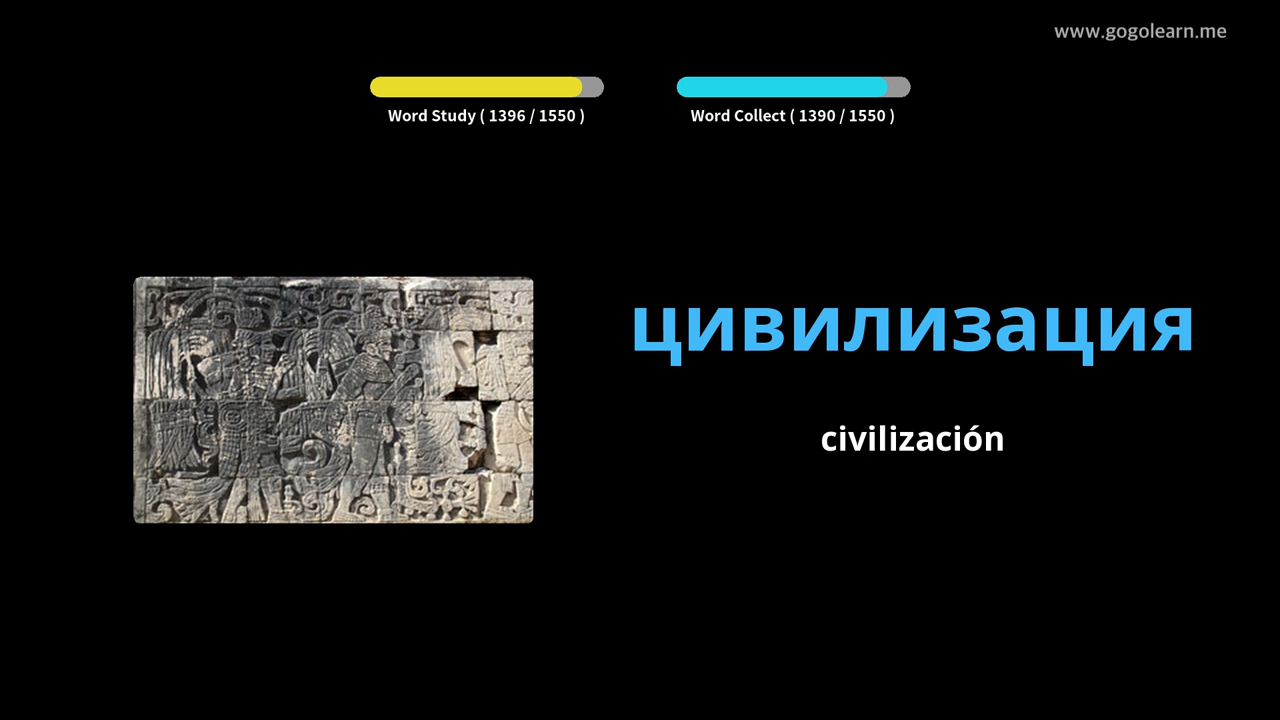 www.gogolearn.me
Word Study ( 1396 / 1550 )
Word Collect ( 1390 / 1550 )
цивилизация
civilización